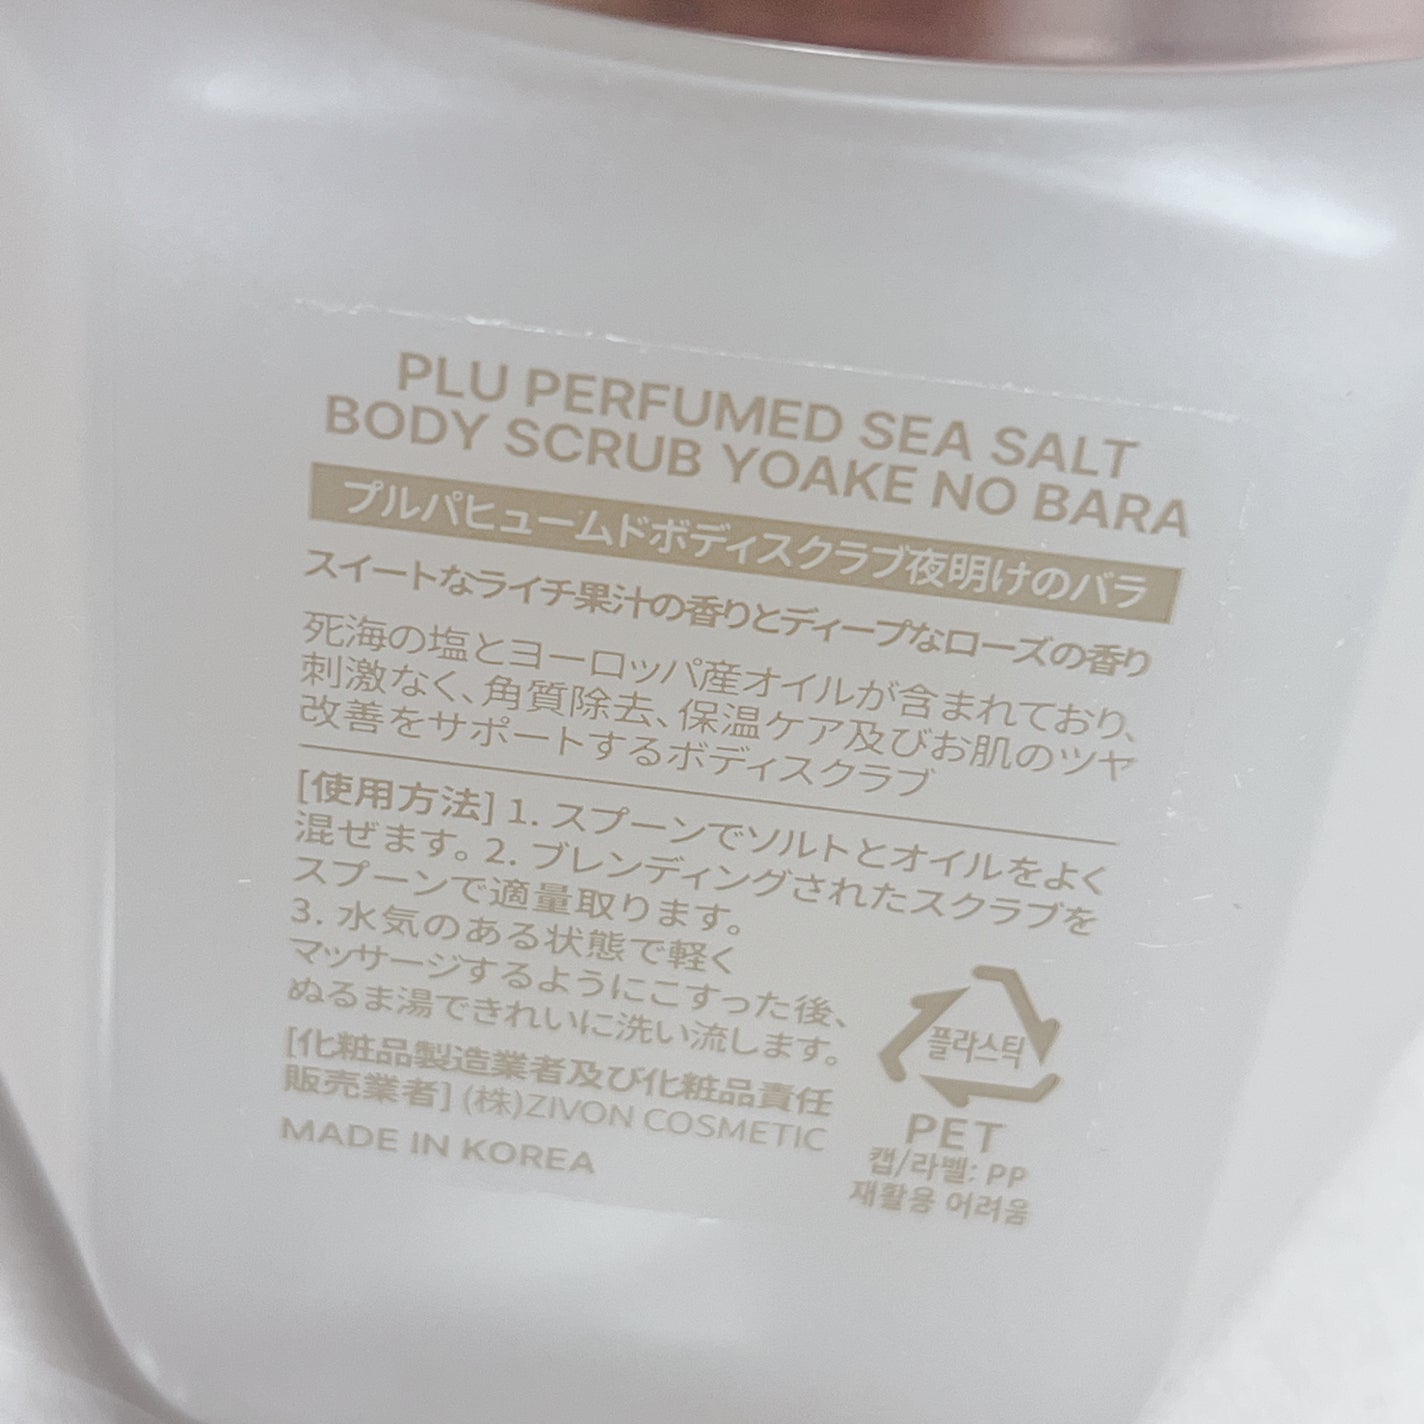 PLU PERFUMED SEA SALT
BODY SCRUB YOAKE NO BARA
プルパヒュームドボディスクラブ夜明けのバラ
スイートなライチ果汁の香りとディープなローズの香り
死海の塩とヨーロッパ産オイルが含まれており、
刺激なく、角質除去、保温ケア及びお肌のツヤ
改善をサポートするボディスクラブ
[使用方法] 1. スプーンでソルトとオイルをよく
混ぜます。2. ブレンディングされたスクラブを
スプーンで適量取ります。
3. 水気のある状態で軽く
マッサージするようにこすった後、
ぬるま湯できれいに洗い流します。
[化粧品製造業者及び化粧品責任
販売業者] (株)ZIVON COSMETIC
MADE IN KOREA
플라스틱
PET
캡/라벨: PP
재활용 어려움